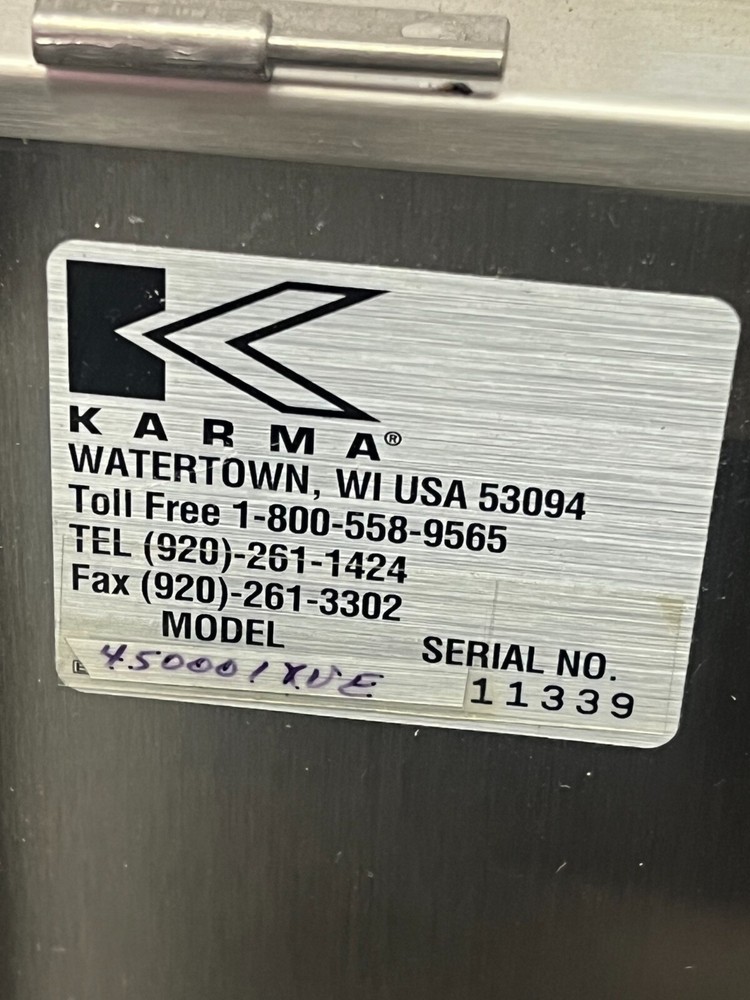 KARMA®
WATERTOWN, WI USA 53094
Toll Free 1-800-558-9565
TEL (920)-261-1424
Fax (920)-261-3302
MODEL SERIAL NO.
450001XVE 11339